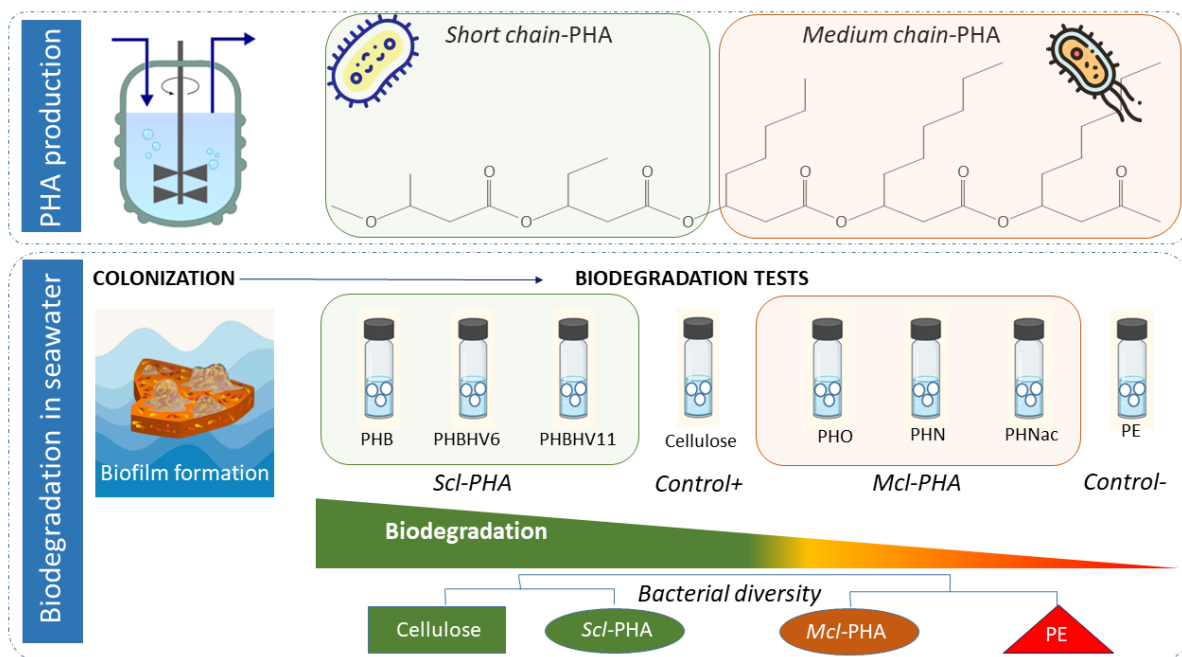 PHA production
Short chain-PHA
Medium chain-PHA
O
O
O
O
O
O
O
O
O
O
Biodegradation in seawater
COLONIZATION
BIODEGRADATION TESTS
Biofilm formation
PHB
PHBHV6
PHBHV11
Cellulose
PHO
PHN
PHNac
PE
Scl-PHA
Control+
Mcl-PHA
Control-
Biodegradation
Bacterial diversity
Cellulose
Scl-PHA
Mcl-PHA
PE